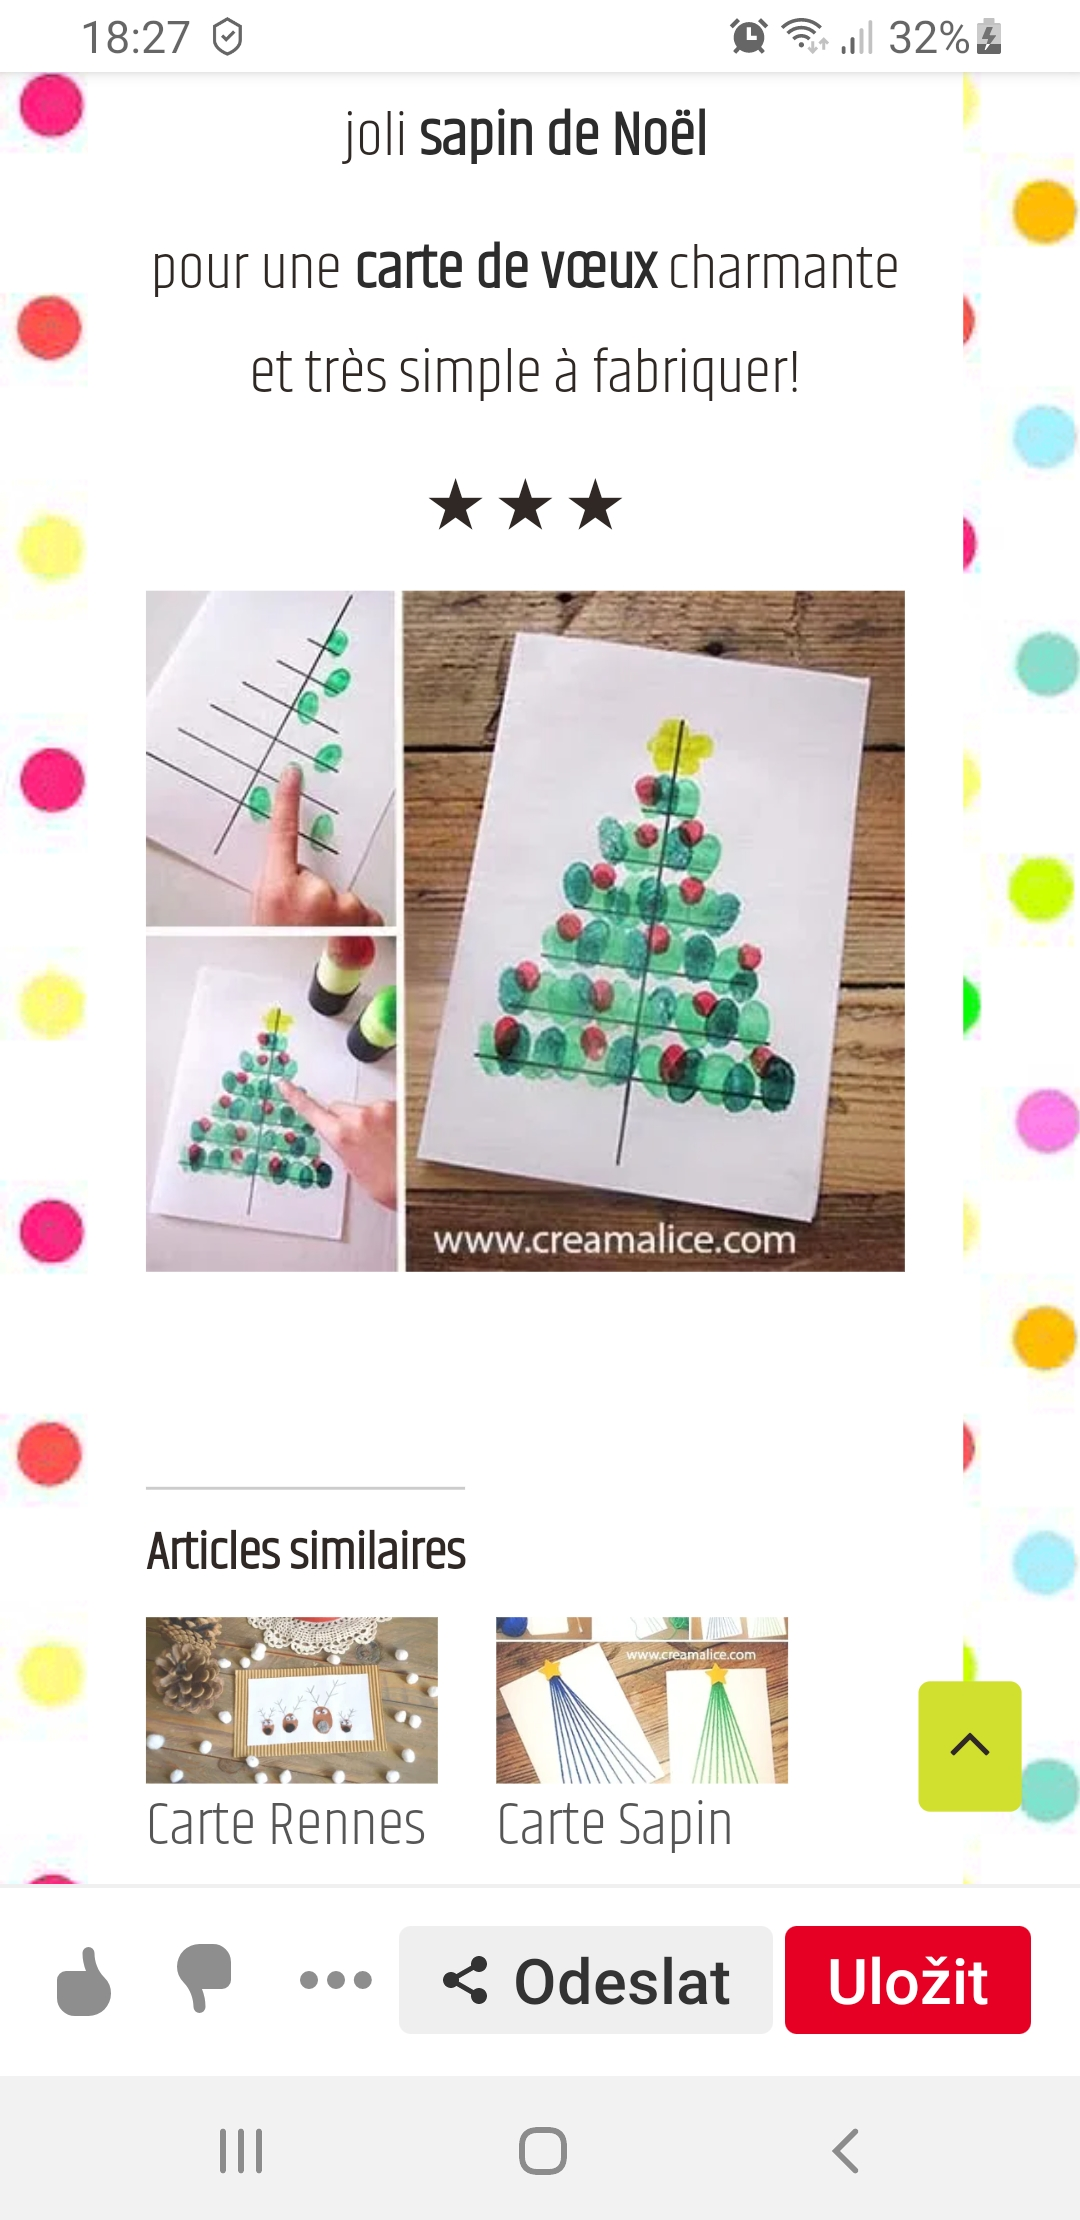 18:27 32%
joli sapin de Noël
pour une carte de vœux charmante
et très simple à fabriquer!
★ ★ ★
www.creamalice.com
Articles similaires
www.creamalice.com
Carte Rennes Carte Sapin
Odeslat Uložit